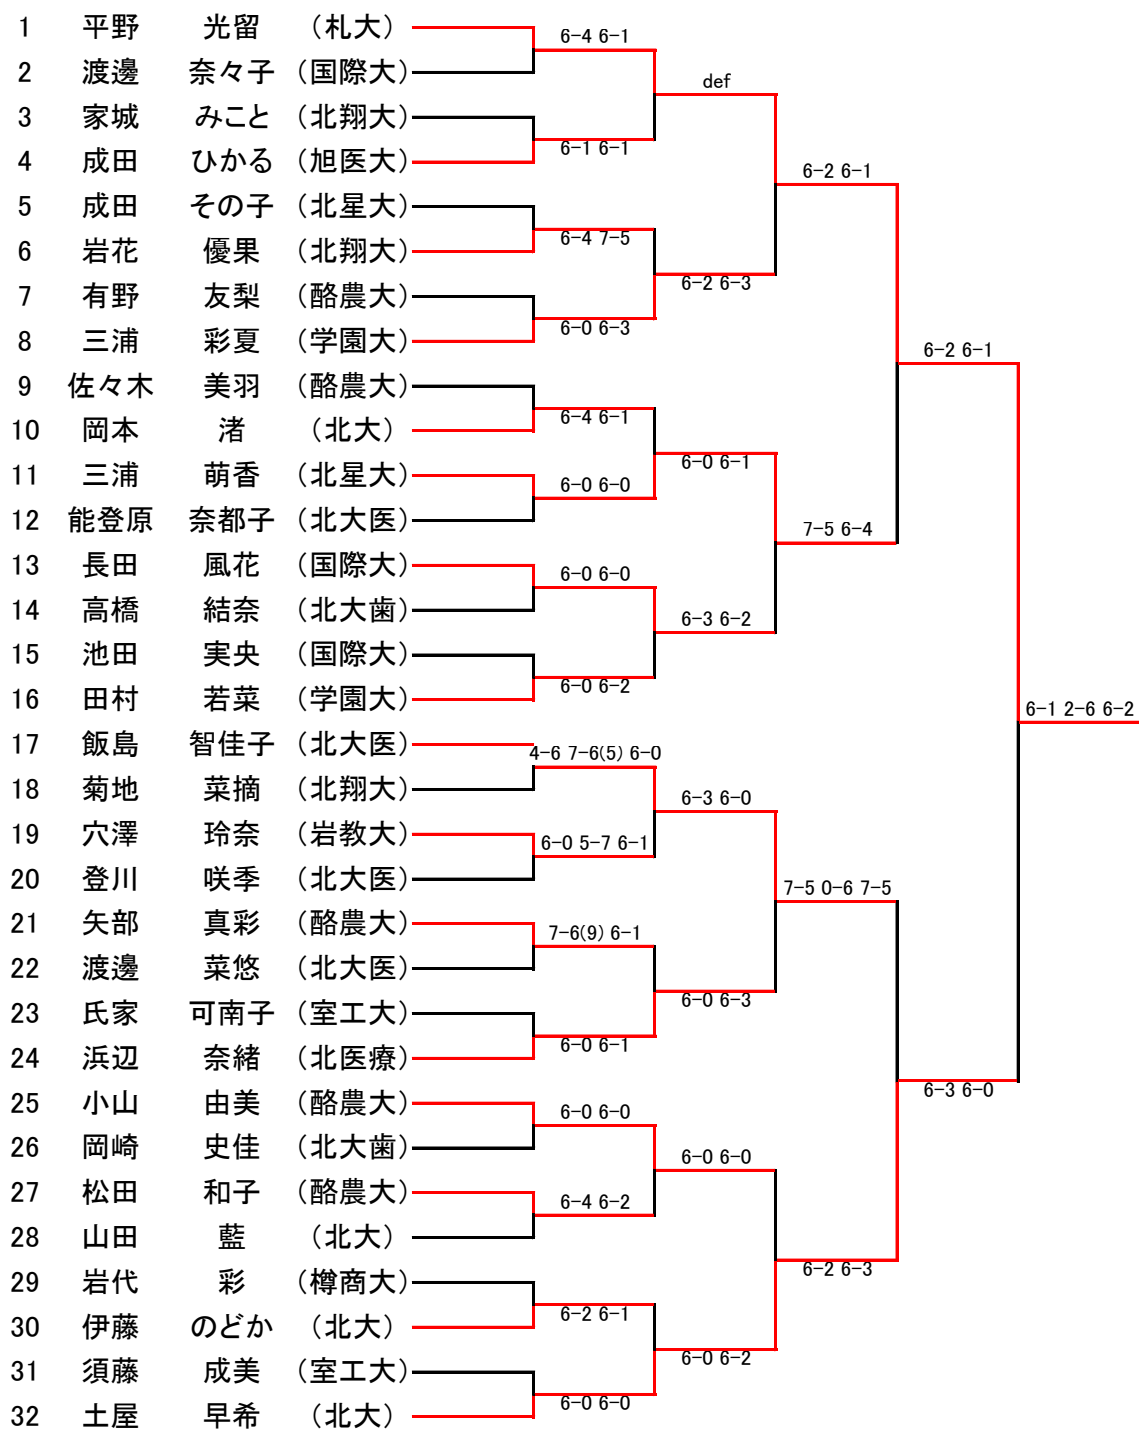 1 平野 光留 (札大)
6-4 6-1
2 渡邊 奈々子 (国際大)
def
3 家城 みこと (北翔大)
6-1 6-1
4 成田 ひかる (旭医大)
6-2 6-1
5 成田 その子 (北星大)
6-4 7-5
6 岩花 優果 (北翔大)
6-2 6-3
7 有野 友梨 (酪農大)
6-0 6-3
8 三浦 彩夏 (学園大)
6-2 6-1
9 佐々木 美羽 (酪農大)
6-4 6-1
10 岡本 渚 (北大)
6-0 6-1
11 三浦 萌香 (北星大)
6-0 6-0
12 能登原 奈都子 (北大医)
7-5 6-4
13 長田 風花 (国際大)
6-0 6-0
14 高橋 結奈 (北大歯)
6-3 6-2
15 池田 実央 (国際大)
6-0 6-2
16 田村 若菜 (学園大)
6-1 2-6 6-2
17 飯島 智佳子 (北大医)
4-6 7-6(5) 6-0
18 菊地 菜摘 (北翔大)
6-3 6-0
19 穴澤 玲奈 (岩教大)
6-0 5-7 6-1
20 登川 咲季 (北大医)
7-5 0-6 7-5
21 矢部 真彩 (酪農大)
7-6(9) 6-1
22 渡邊 菜悠 (北大医)
6-0 6-3
23 氏家 可南子 (室工大)
6-0 6-1
24 浜辺 奈緒 (北医療)
6-3 6-0
25 小山 由美 (酪農大)
6-0 6-0
26 岡崎 史佳 (北大歯)
6-0 6-0
27 松田 和子 (酪農大)
6-4 6-2
28 山田 藍 (北大)
6-2 6-3
29 岩代 彩 (樽商大)
6-2 6-1
30 伊藤 のどか (北大)
6-0 6-2
31 須藤 成美 (室工大)
6-0 6-0
32 土屋 早希 (北大)